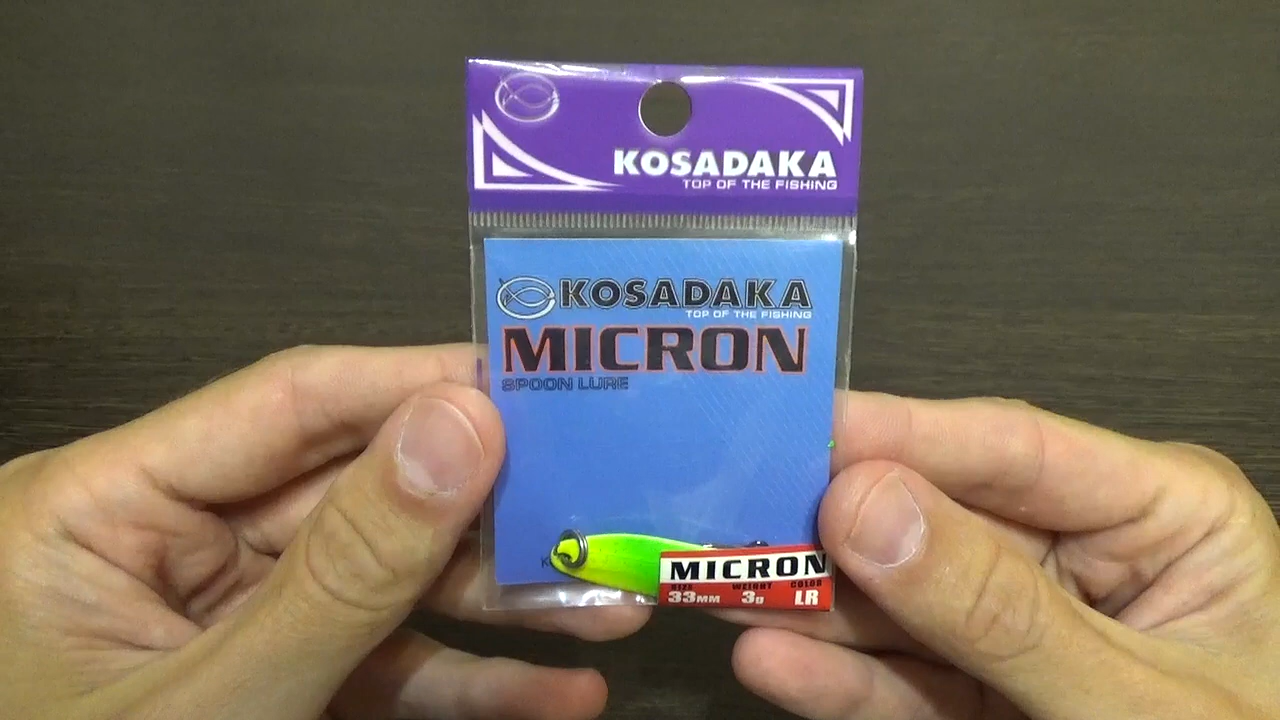 KOSADAKA
TOP OF THE FISHING
KOSADAKA
TOP OF THE FISHING
MICRON
SPOON LURE
MICRON
SIZE WEIGHT COLOR
33MM 3g LR